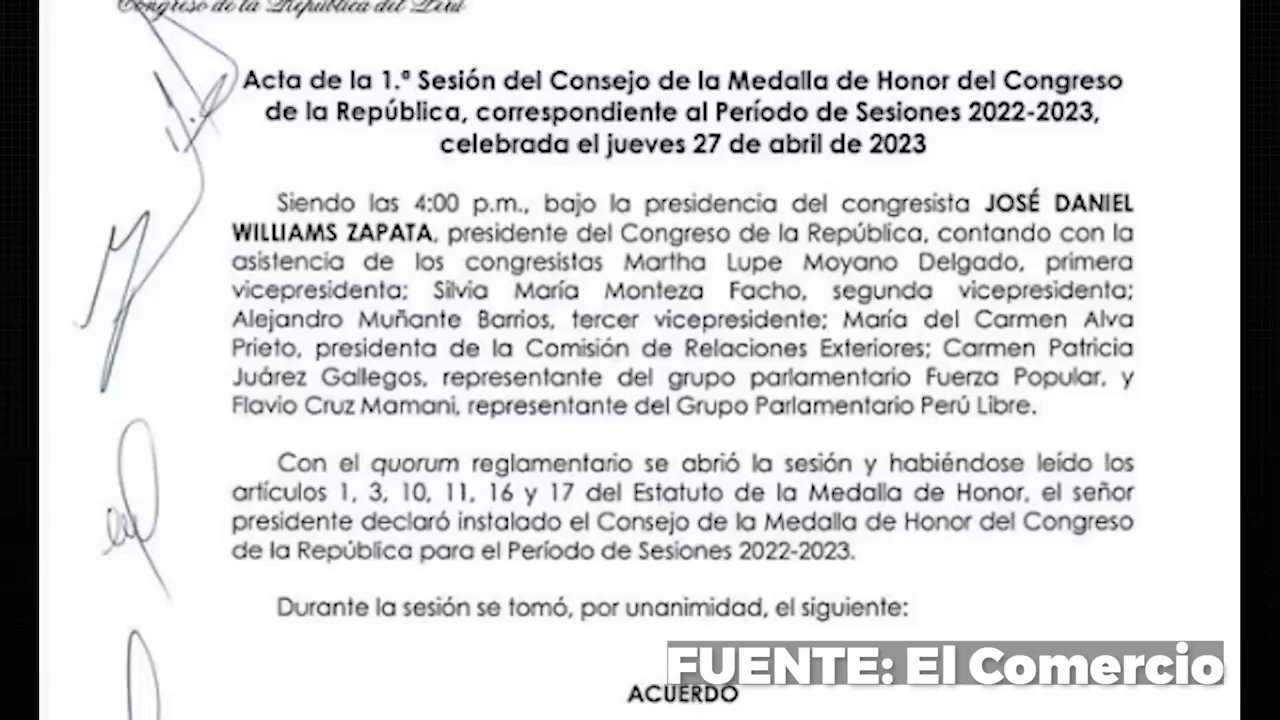 Congreso de la República del Perú
Acta de la 1.ª Sesión del Consejo de la Medalla de Honor del Congreso
de la República, correspondiente al Período de Sesiones 2022-2023,
celebrada el jueves 27 de abril de 2023
Siendo las 4:00 p.m., bajo la presidencia del congresista JOSÉ DANIEL
WILLIAMS ZAPATA, presidente del Congreso de la República, contando con la
asistencia de los congresistas Martha Lupe Moyano Delgado, primera
vicepresidenta; Silvia María Monteza Facho, segunda vicepresidenta;
Alejandro Muñante Barrios, tercer vicepresidente; María del Carmen Alva
Prieto, presidenta de la Comisión de Relaciones Exteriores; Carmen Patricia
Juárez Gallegos, representante del grupo parlamentario Fuerza Popular, y
Flavio Cruz Mamani, representante del Grupo Parlamentario Perú Libre.
Con el quorum reglamentario se abrió la sesión y habiéndose leído los
artículos 1, 3, 10, 11, 16 y 17 del Estatuto de la Medalla de Honor, el señor
presidente declaró instalado el Consejo de la Medalla de Honor del Congreso
de la República para el Período de Sesiones 2022-2023.
Durante la sesión se tomó, por unanimidad, el siguiente:
FUENTE: El Comercio
ACUERDO